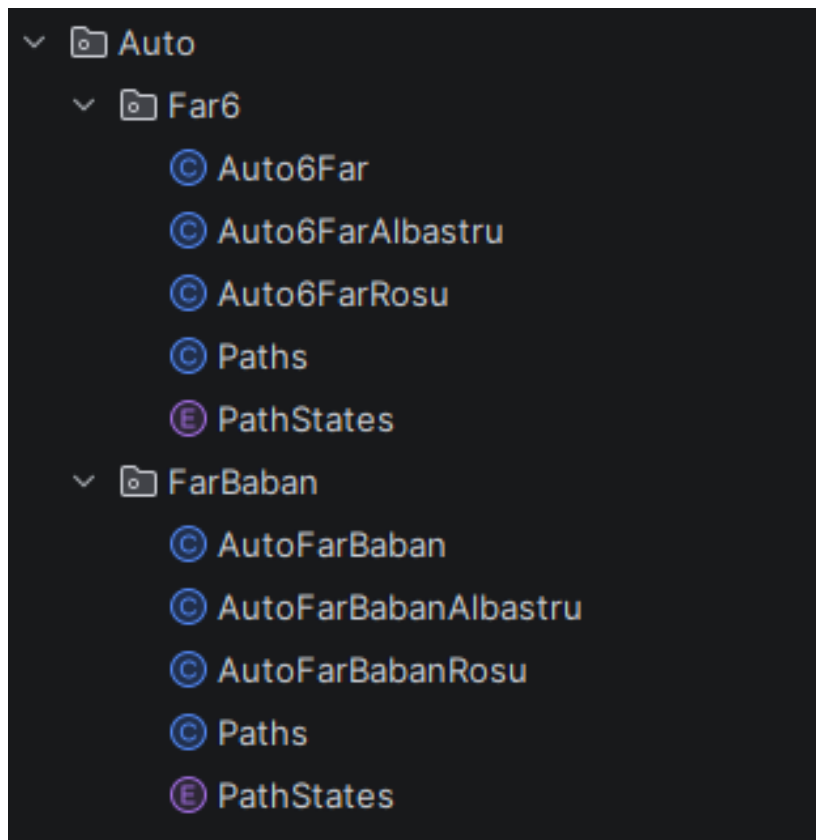 Auto
Far6
C Auto6Far
C Auto6FarAlbastru
C Auto6FarRosu
C Paths
E PathStates
FarBaban
C AutoFarBaban
C AutoFarBabanAlbastru
C AutoFarBabanRosu
C Paths
E PathStates